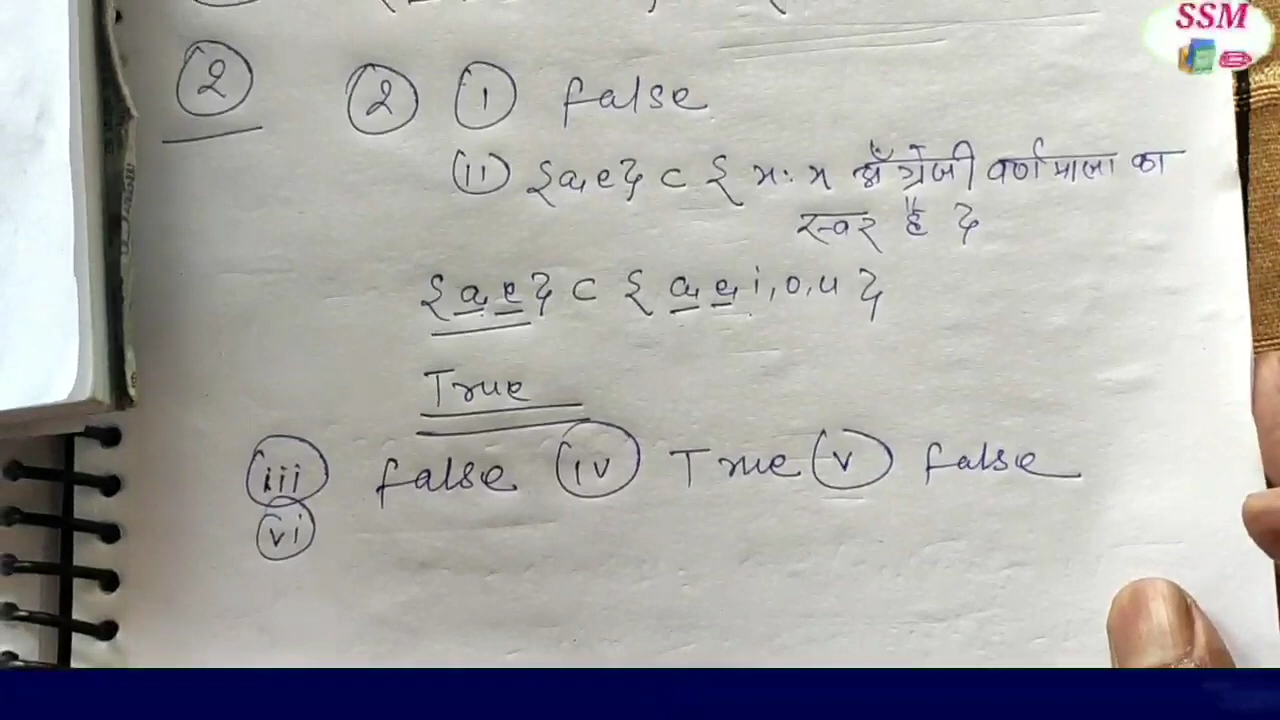 SSM
② ② ① false
(ii) {a, e} ⊂ { x : x अँग्रेजी वर्णमाला का
स्वर है }
{a, e} ⊂ { a, e, i, o, u }
True
(iii) false (iv) True (v) false
(vi)